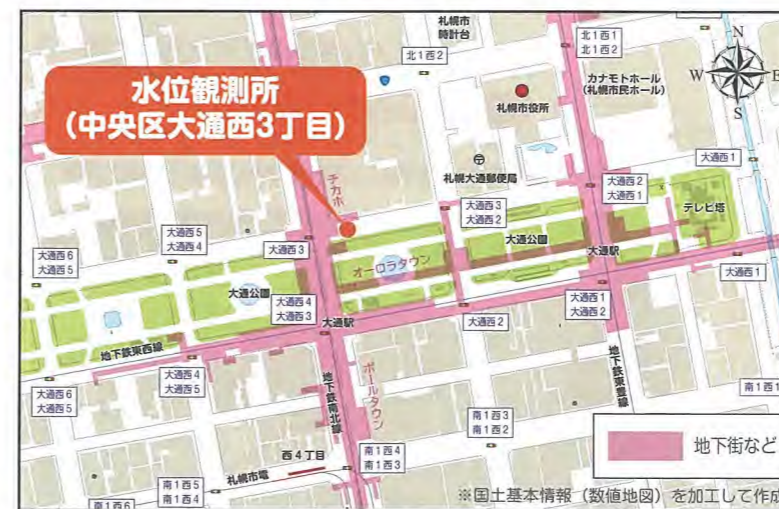 札幌市
時計台
北1西2
北1西1
北1西2
N
W
E
S
カナモトホール
(札幌市民ホール)
水位観測所
(中央区大通西3丁目)
札幌市役所
札幌大通郵便局
チカホ
大通西1
大通西2
大通西1
テレビ塔
大通西3
大通西2
大通西5
大通西4
大通西3
大通公園
大通西6
大通西5
オーロラタウン
大通駅
大通公園
大通西4
大通西3
大通西1
大通西1
大通西2
大通西2
大通駅
地下鉄東西線
大通西4
大通西5
大通西6
大通西5
地下鉄南北線
ポールタウン
地下鉄東豊線
南1西1
南1西3
南1西2
地下街など
西4丁目
南1西4
南1西3
札幌市電
南1西5
南1西4
南1西6
※国土基本情報(数値地図)を加工して作成